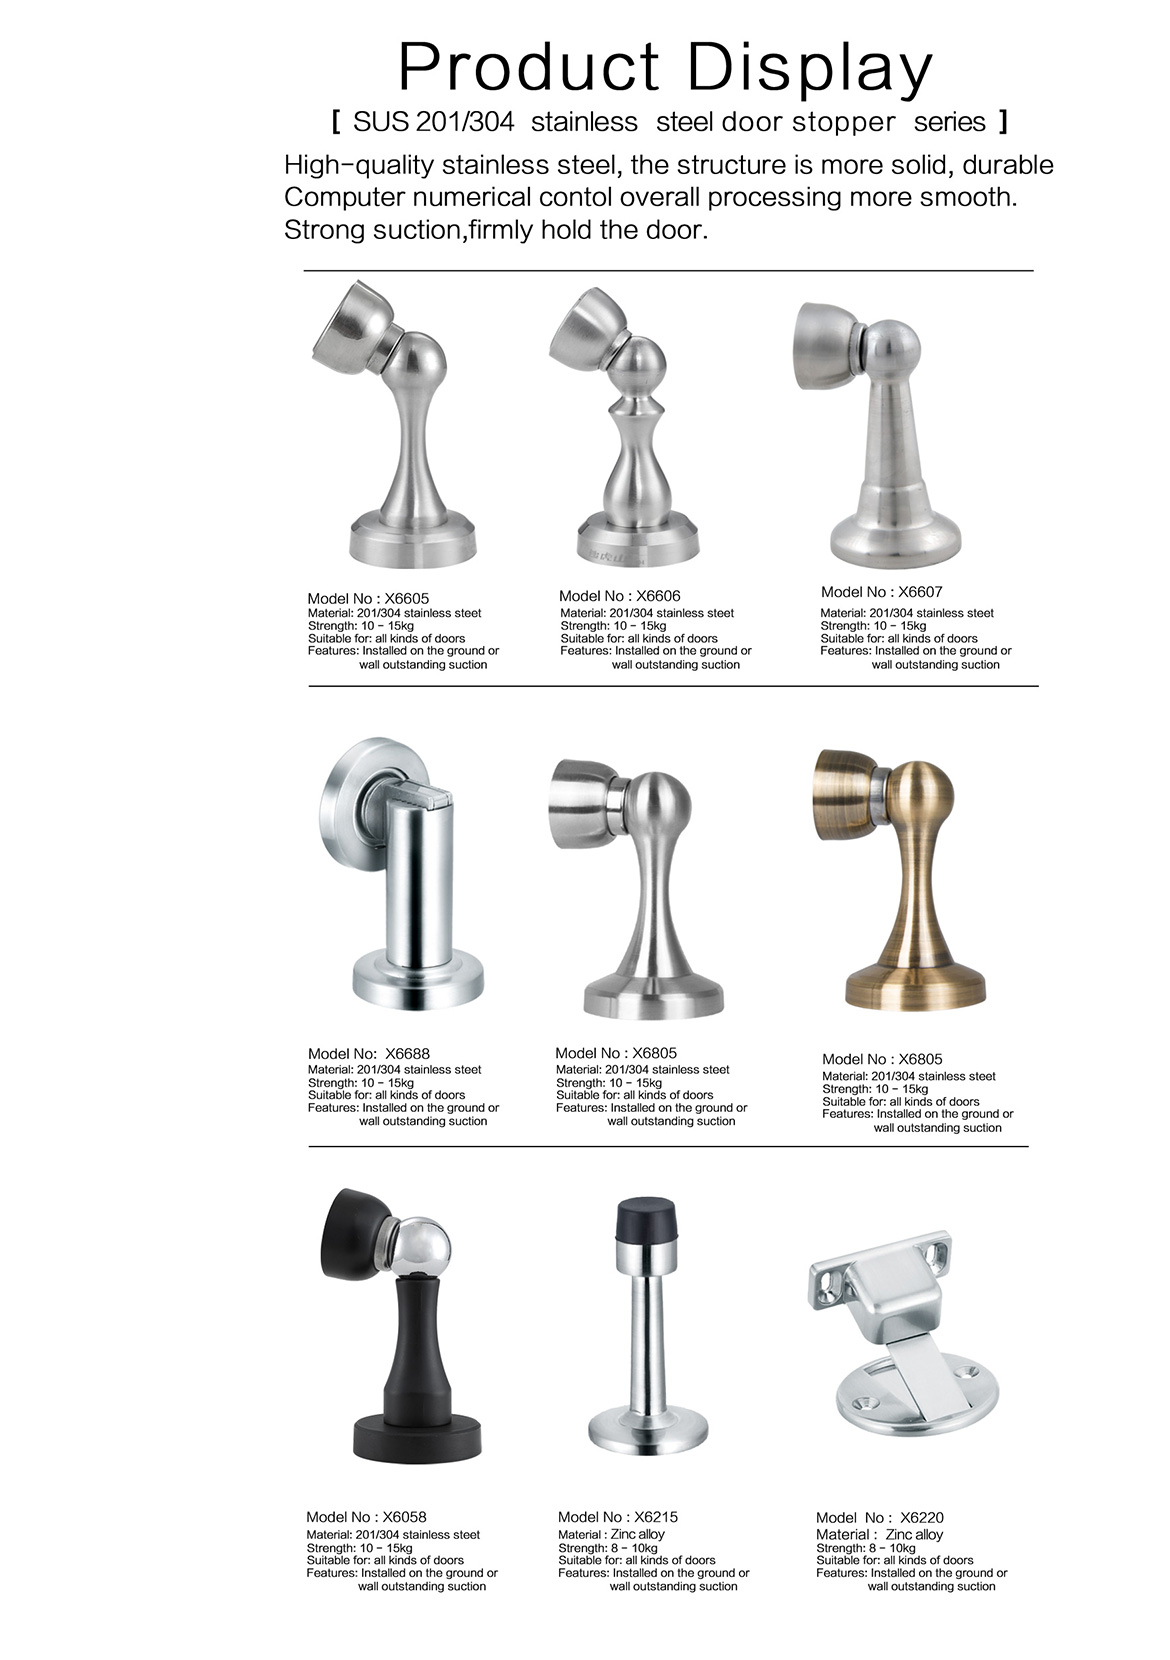 Product Display
[ SUS 201/304 stainless steel door stopper series ]
High-quality stainless steel, the structure is more solid, durable
Computer numerical contol overall processing more smooth.
Strong suction,firmly hold the door.
Model No : X6605
Material: 201/304 stainless steet
Strength: 10 - 15kg
Suitable for: all kinds of doors
Features: Installed on the ground or
wall outstanding suction
Model No : X6606
Material: 201/304 stainless steet
Strength: 10 - 15kg
Suitable for: all kinds of doors
Features: Installed on the ground or
wall outstanding suction
Model No : X6607
Material: 201/304 stainless steet
Strength: 10 - 15kg
Suitable for: all kinds of doors
Features: Installed on the ground or
wall outstanding suction
Model No: X6688
Material: 201/304 stainless steet
Strength: 10 - 15kg
Suitable for: all kinds of doors
Features: Installed on the ground or
wall outstanding suction
Model No : X6805
Material: 201/304 stainless steet
Strength: 10 - 15kg
Suitable for: all kinds of doors
Features: Installed on the ground or
wall outstanding suction
Model No : X6805
Material: 201/304 stainless steet
Strength: 10 - 15kg
Suitable for: all kinds of doors
Features: Installed on the ground or
wall outstanding suction
Model No : X6058
Material: 201/304 stainless steet
Strength: 10 - 15kg
Suitable for: all kinds of doors
Features: Installed on the ground or
wall outstanding suction
Model No : X6215
Material : Zinc alloy
Strength: 8 - 10kg
Suitable for: all kinds of doors
Features: Installed on the ground or
wall outstanding suction
Model No : X6220
Material : Zinc alloy
Strength: 8 - 10kg
Suitable for: all kinds of doors
Features: Installed on the ground or
wall outstanding suction